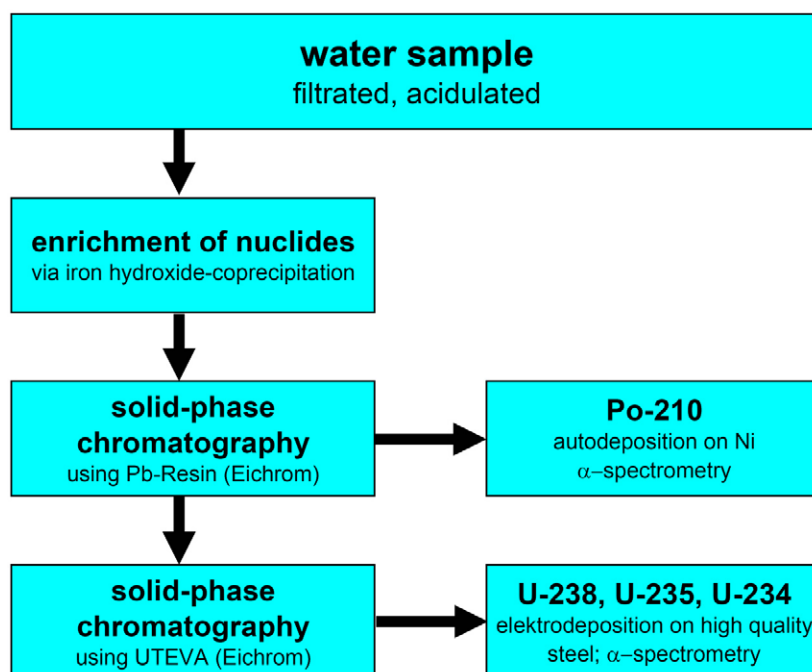 water sample
filtrated, acidulated
enrichment of nuclides
via iron hydroxide-coprecipitation
solid-phase
chromatography
using Pb-Resin (Eichrom)
Po-210
autodeposition on Ni
α−spectrometry
solid-phase
chromatography
using UTEVA (Eichrom)
U-238, U-235, U-234
elektrodeposition on high quality
steel; α−spectrometry